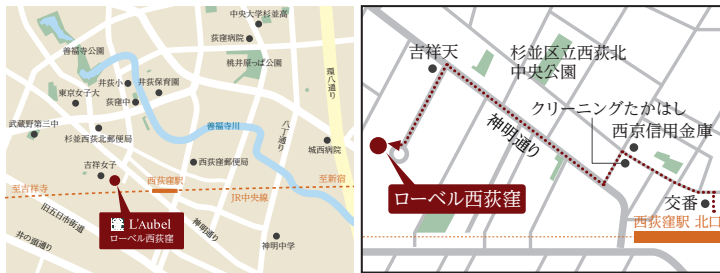 中央大学杉並高
荻窪病院
善福寺公園
桃井原っぱ公園
環八通り
井荻小
井荻保育園
東京女子大
荻窪中
武蔵野第三中
杉並西荻北郵便局
善福寺川
八丁通り
城西病院
吉祥女子
西荻窪郵便局
至吉祥寺
西荻窪駅
至新宿
JR中央線
旧五日市街道
L'Aubel
ローベル西荻窪
神明通り
井の頭通り
神明中学
吉祥天
杉並区立西荻北
中央公園
クリーニングたかはし
神明通り
西京信用金庫
ローベル西荻窪
交番
西荻窪駅 北口